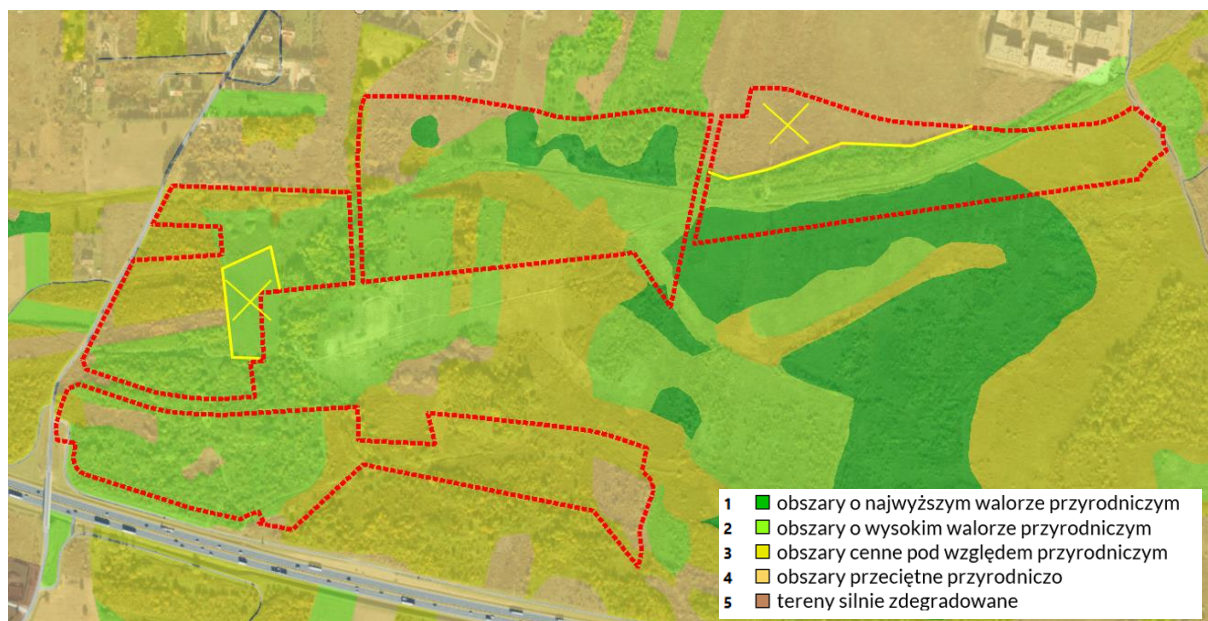 1 obszary o najwyższym walorze przyrodniczym
2 obszary o wysokim walorze przyrodniczym
3 obszary cenne pod względem przyrodniczym
4 obszary przeciętne przyrodniczo
5 tereny silnie zdegradowane